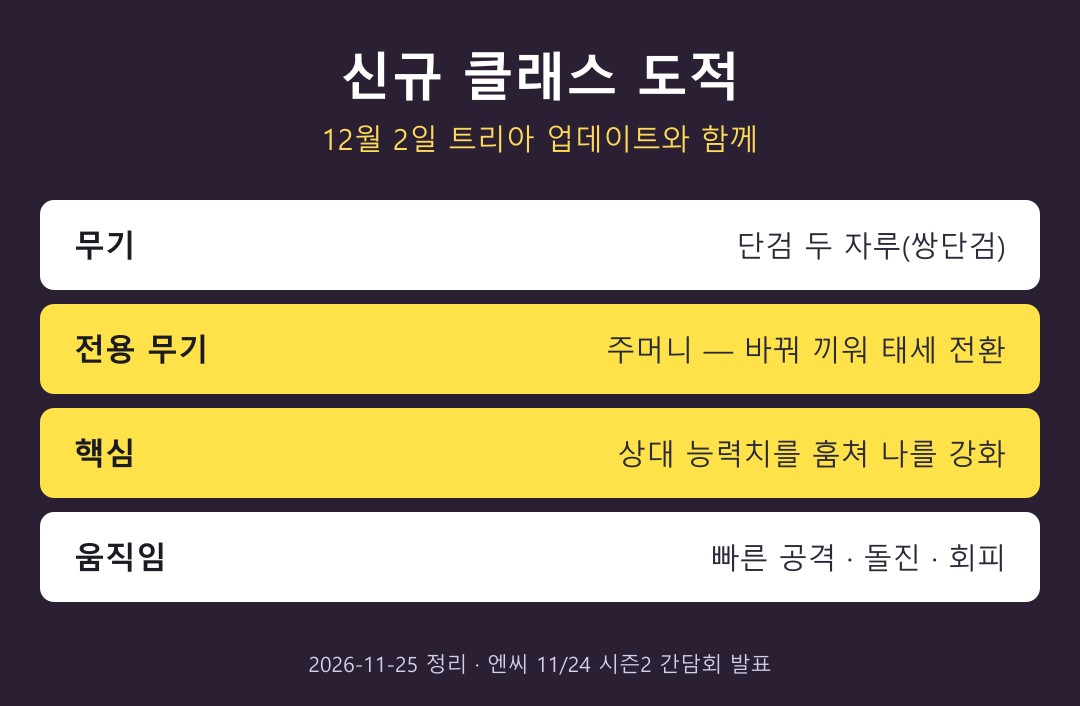 신규 클래스 도적
12월 2일 트리아 업데이트와 함께
무기 단검 두 자루(쌍단검)
전용 무기 주머니 — 바꿔 끼워 태세 전환
핵심 상대 능력치를 훔쳐 나를 강화
움직임 빠른 공격 · 돌진 · 회피
2026-11-25 정리 · 엔씨 11/24 시즌2 간담회 발표